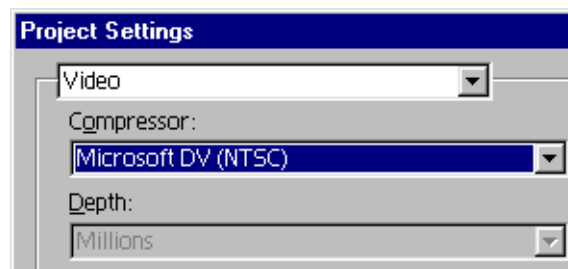 Project Settings
Video
Compressor:
Microsoft DV (NTSC)
Depth:
Millions